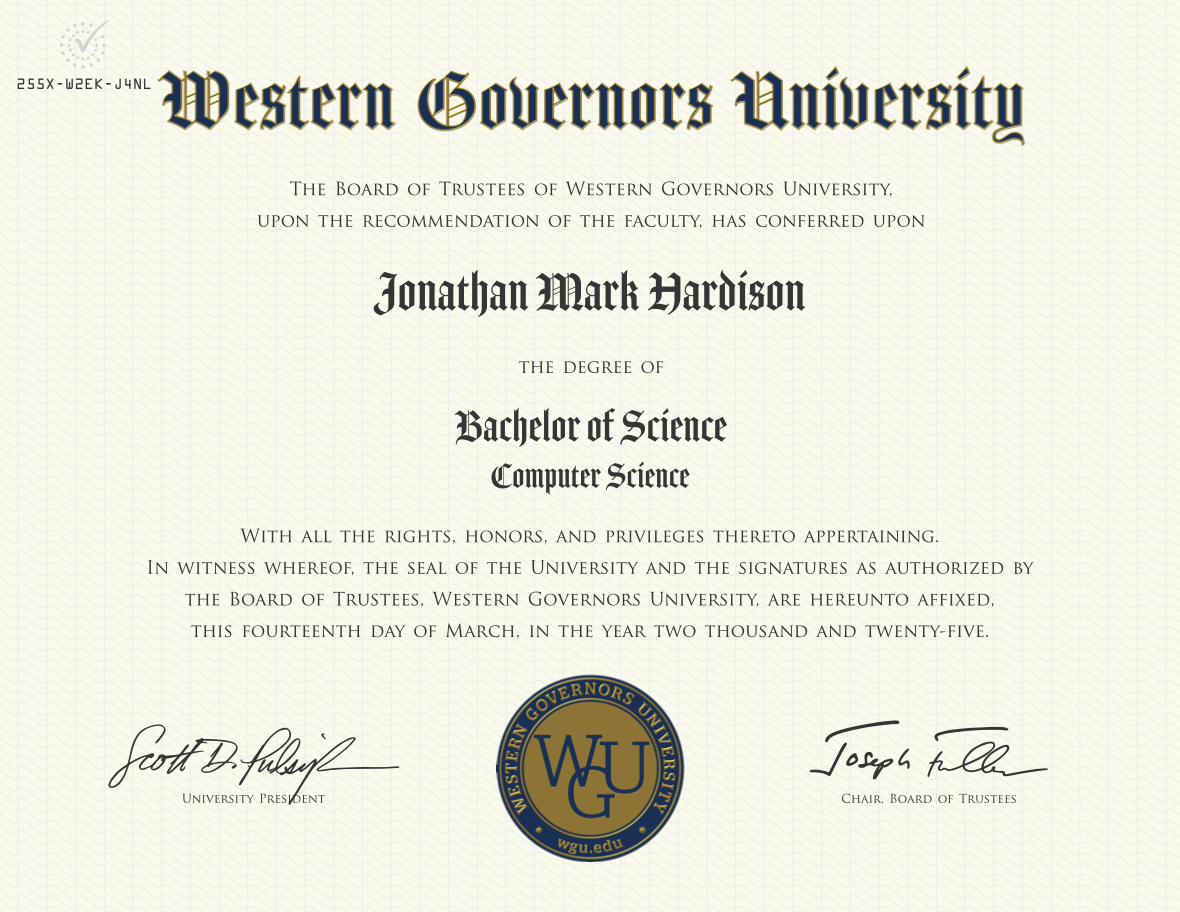 255X-W2EK-J4NL
Western Governors University
The Board of Trustees of Western Governors University,
upon the recommendation of the faculty, has conferred upon
Jonathan Mark Hardison
the degree of
Bachelor of Science
Computer Science
With all the rights, honors, and privileges thereto appertaining.
In witness whereof, the seal of the University and the signatures as authorized by
the Board of Trustees, Western Governors University, are hereunto affixed,
this fourteenth day of March, in the year two thousand and twenty-five.
Scott D. Pulsipher
University President
WESTERN GOVERNORS UNIVERSITY
WGU
wgu.edu
Joseph Fuller
Chair, Board of Trustees